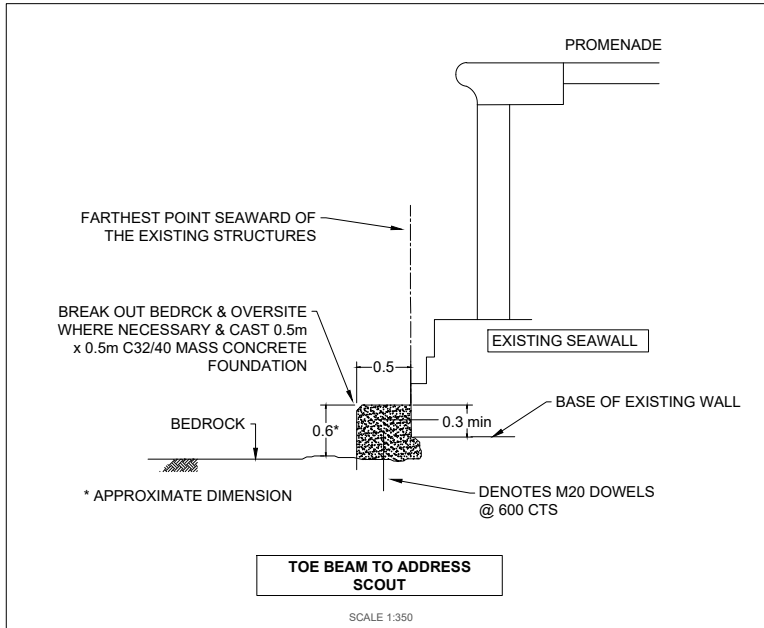 PROMENADE
FARTHEST POINT SEAWARD OF
THE EXISTING STRUCTURES
BREAK OUT BEDRCK & OVERSITE
WHERE NECESSARY & CAST 0.5m
x 0.5m C32/40 MASS CONCRETE
FOUNDATION
EXISTING SEAWALL
0.5
BASE OF EXISTING WALL
0.3 min
BEDROCK
0.6*
* APPROXIMATE DIMENSION
DENOTES M20 DOWELS
@ 600 CTS
TOE BEAM TO ADDRESS
SCOUT
SCALE 1:350